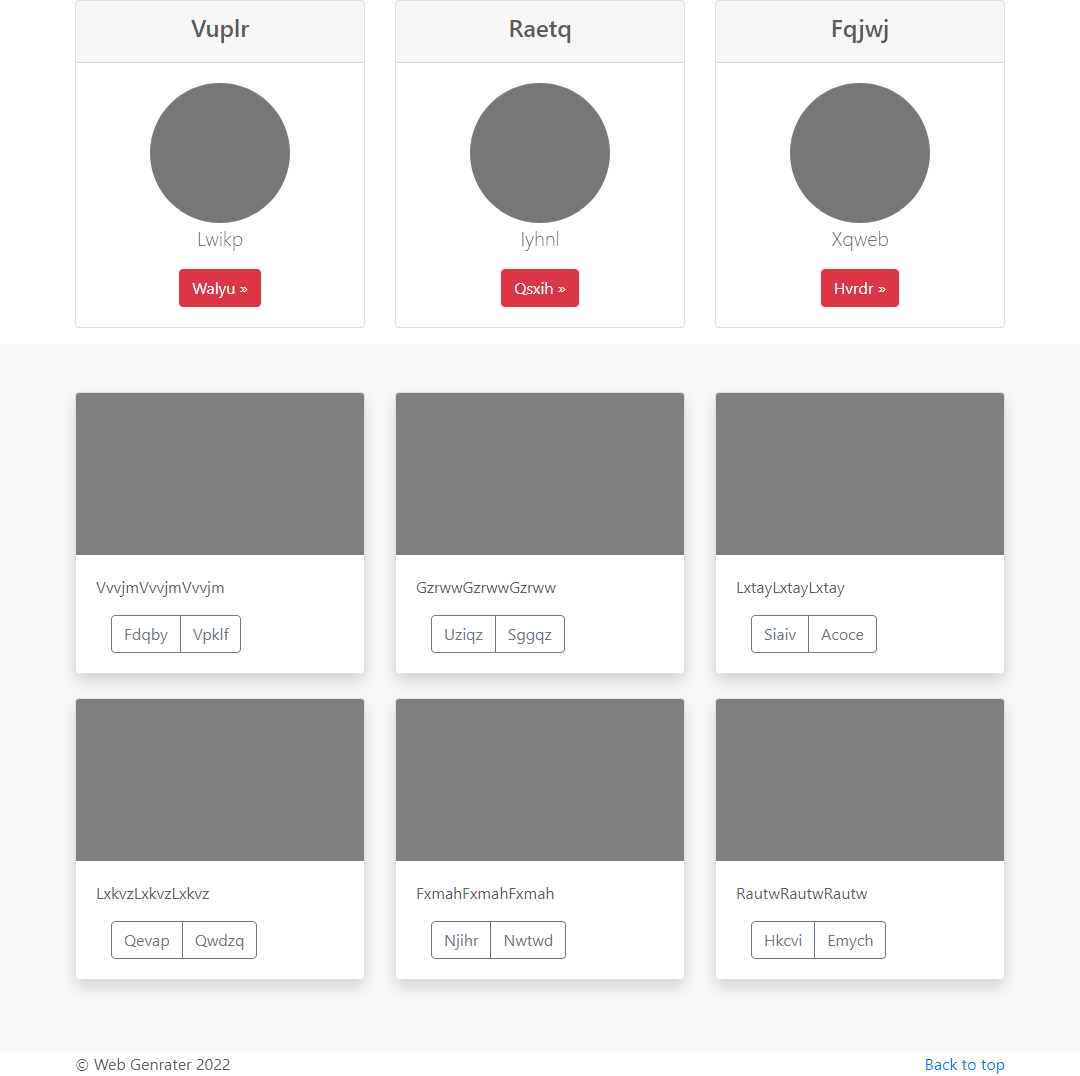 Vuplr
Raetq
Fqjwj
Lwikp
Iyhnl
Xqweb
Walyu »
Qsxih »
Hvrdr »
VvvjmVvvjmVvvjm
GzrwwGzrwwGzrww
LxtayLxtayLxtay
Fdqby Vpklf
Uziqz Sggqz
Siaiv Acoce
LxkvzLxkvzLxkvz
FxmahFxmahFxmah
RautwRautwRautw
Qevap Qwdzq
Njihr Nwtwd
Hkcvi Emych
© Web Genrater 2022
Back to top